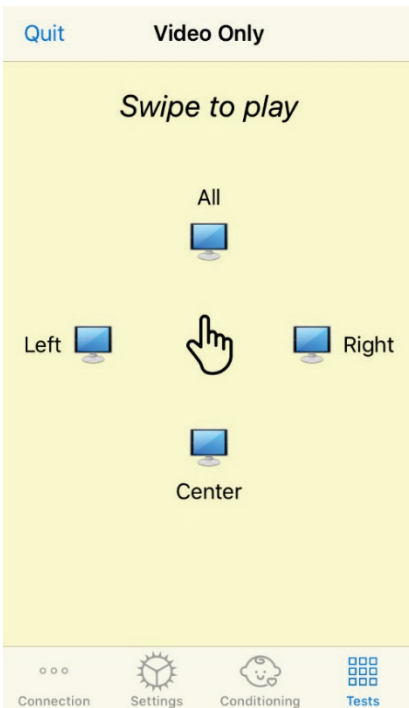 Quit Video Only
Swipe to play
All
Left Right
Center
Connection Settings Conditioning Tests